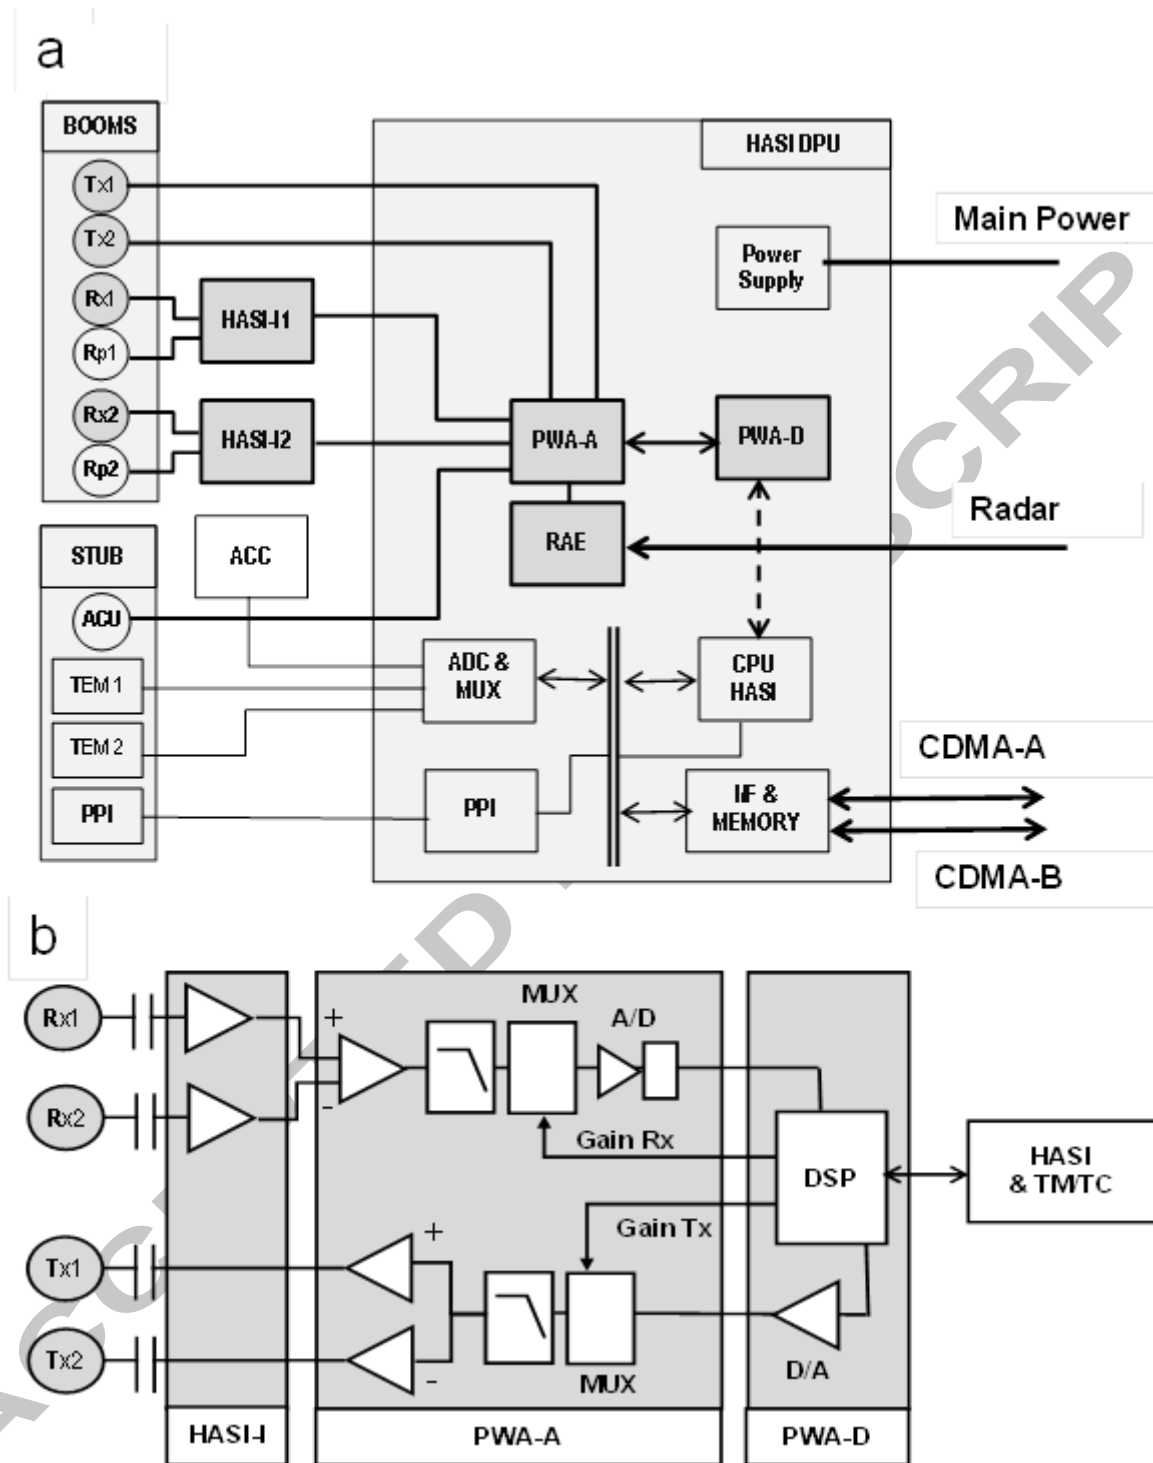 a
BOOMS
Tx1
Tx2
Rx1
Rp1
Rx2
Rp2
HASI-I1
HASI-I2
HASI DPU
Power
Supply
Main Power
PWA-A
PWA-D
RAE
Radar
STUB
ACU
TEM 1
TEM 2
PPI
ACC
ADC &
MUX
CPU
HASI
PPI
I/F &
MEMORY
CDMA-A
CDMA-B
b
Rx1
Rx2
Tx1
Tx2
+
-
MUX
A/D
Gain Rx
Gain Tx
DSP
HASI
& TM/TC
+
-
MUX
D/A
HASI-I
PWA-A
PWA-D